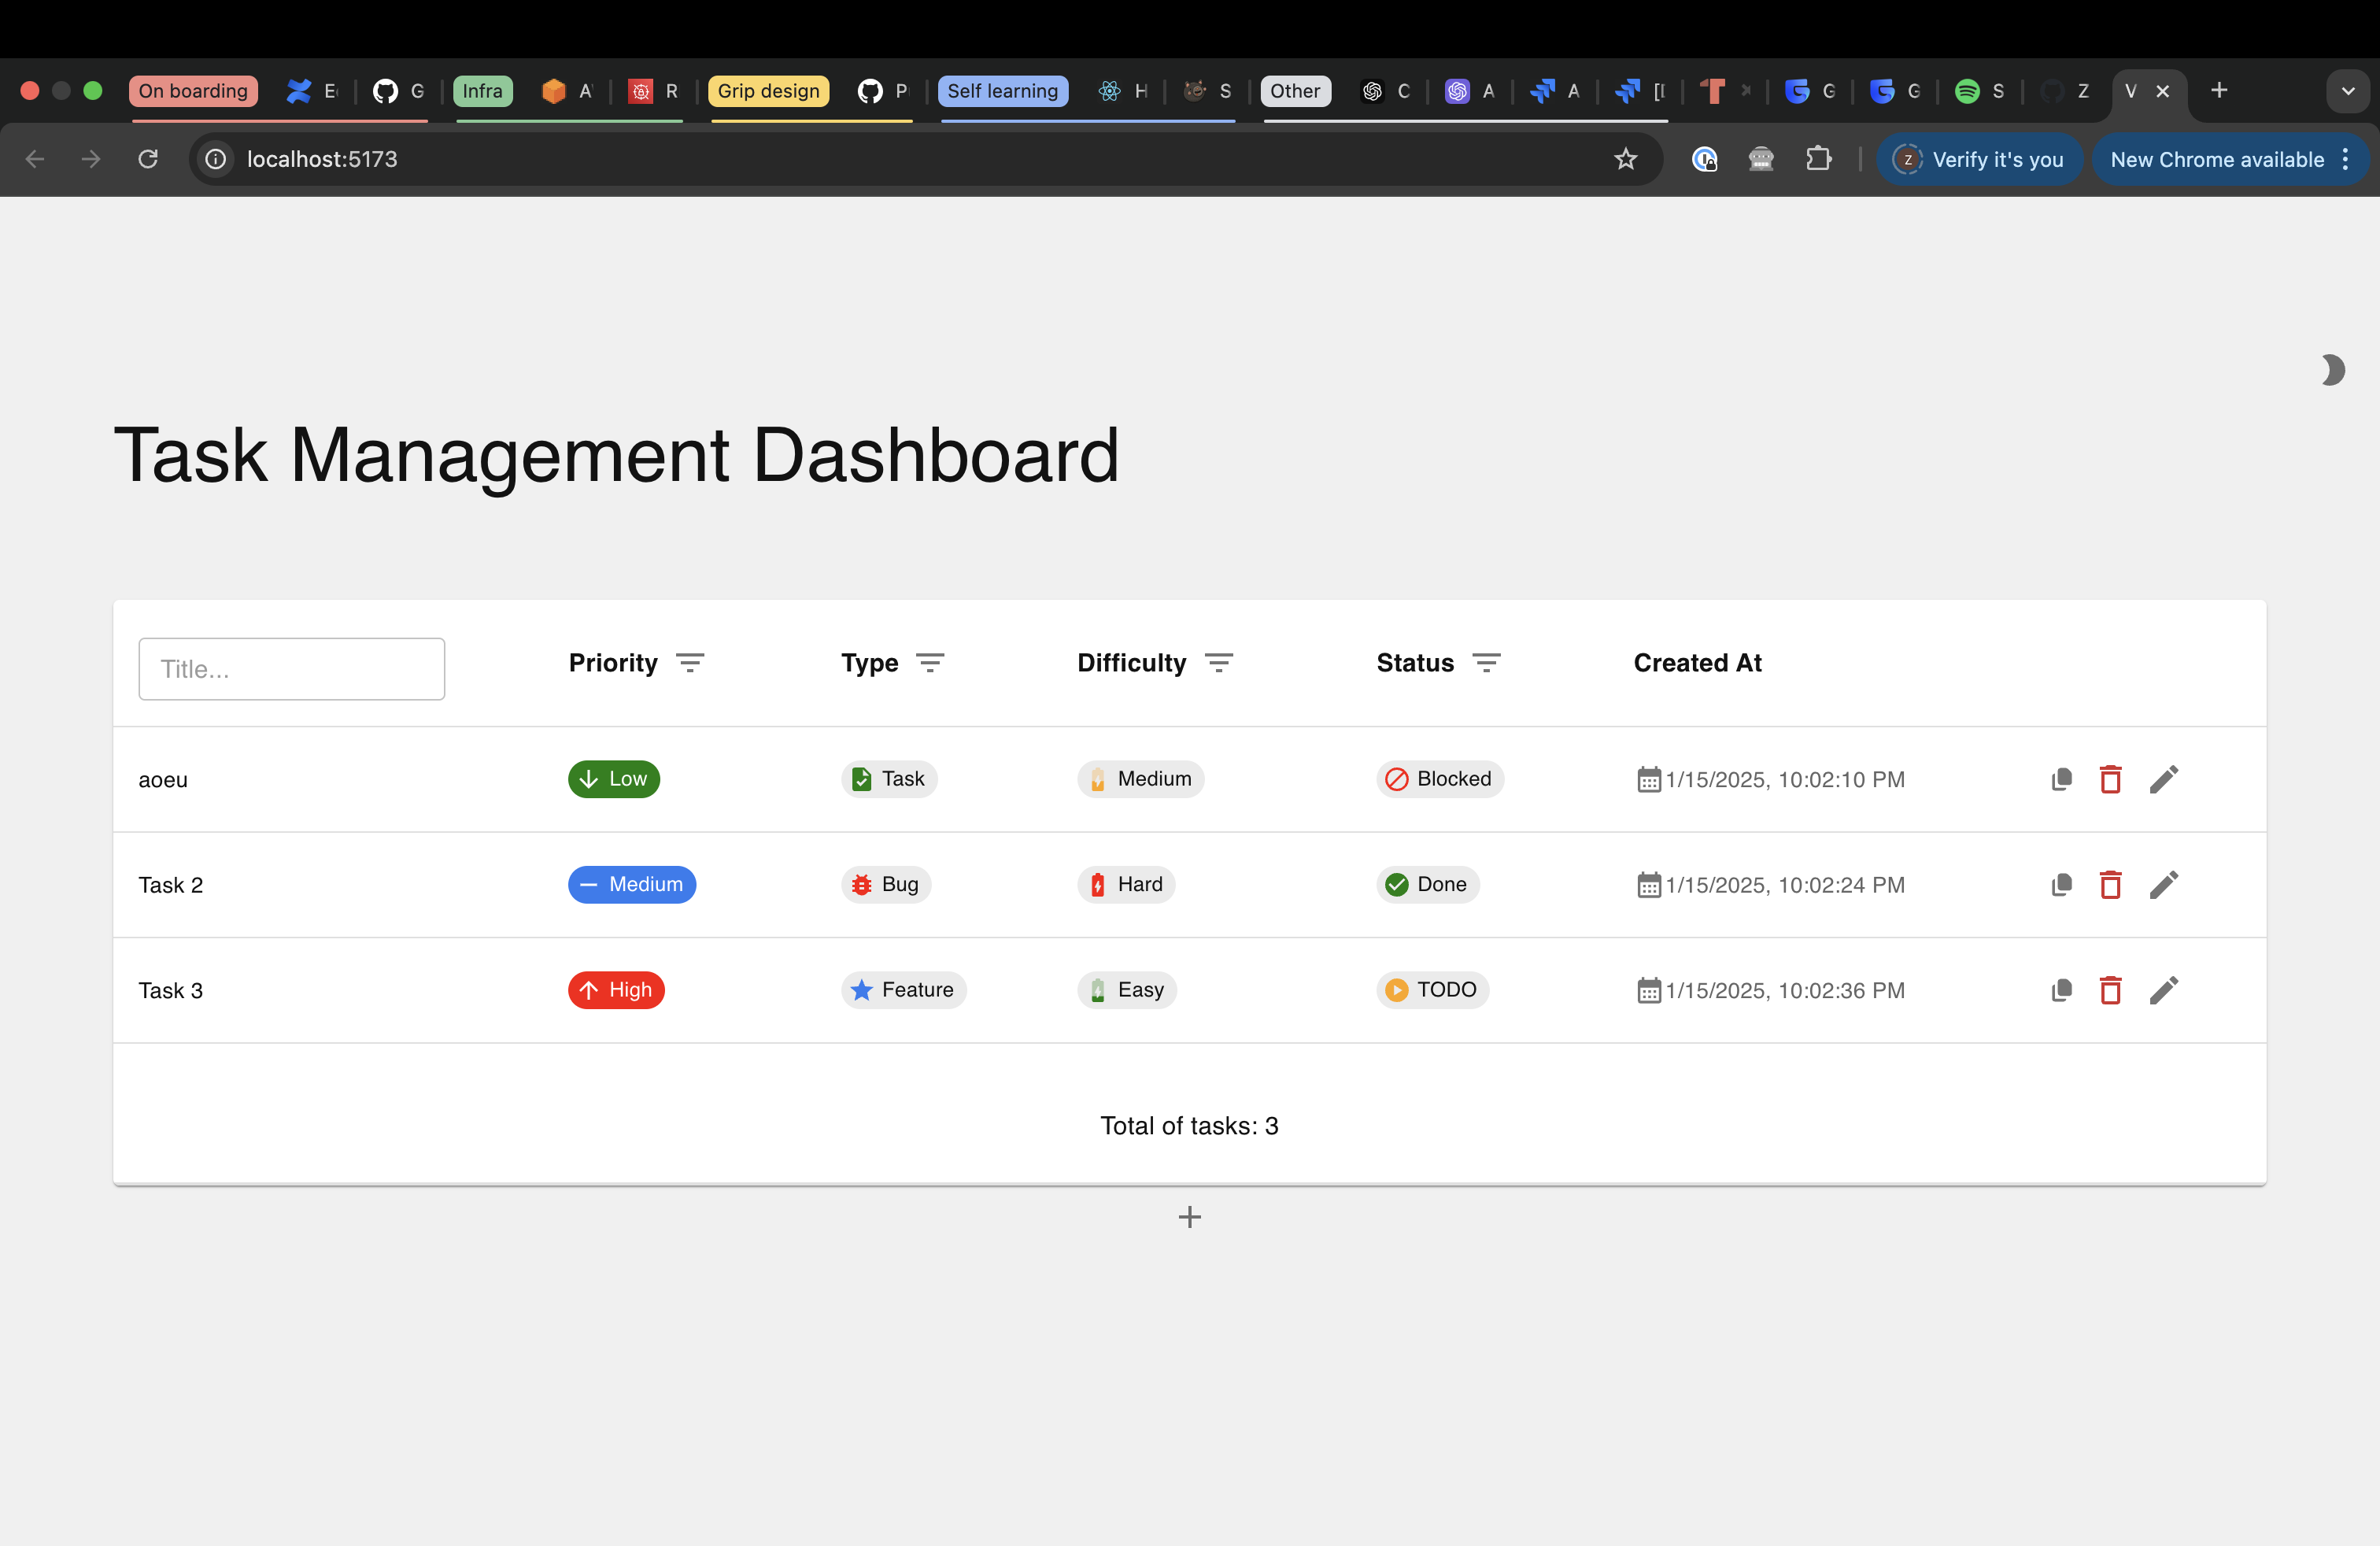 On boarding E G Infra A R Grip design P Self learning H S Other C A A [[ G G S Z V
localhost:5173 Z Verify it's you New Chrome available
Task Management Dashboard
Title... Priority Type Difficulty Status Created At
aoeu Low Task Medium Blocked 1/15/2025, 10:02:10 PM
Task 2 Medium Bug Hard Done 1/15/2025, 10:02:24 PM
Task 3 High Feature Easy TODO 1/15/2025, 10:02:36 PM
Total of tasks: 3